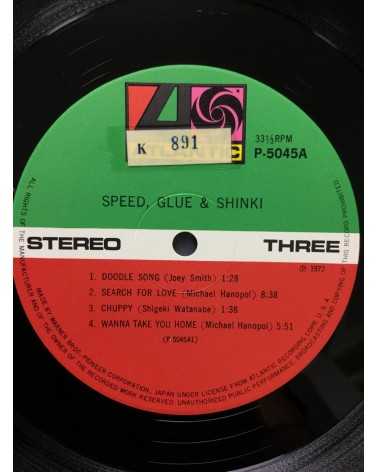 K 891
ATLANTIC
33⅓RPM
P-5045A
SPEED, GLUE & SHINKI
STEREO
THREE
℗ 1972
1. DOODLE SONG (Joey Smith) 1:28
2. SEARCH FOR LOVE (Michael Hanopol) 8:38
3. CHUPPY (Shigeki Watanabe) 1:38
4. WANNA TAKE YOU HOME (Michael Hanopol) 5:51
(P 5045A1)
MADE BY WARNER BROS. PIONEER CORPORATION, JAPAN UNDER LICENSE FROM ATLANTIC RECORDING CORP., U.S.A.
ALL RIGHTS OF THE MANUFACTURER AND OF THE OWNER OF THE RECORDED WORK RESERVED. UNAUTHORIZED PUBLIC PERFORMANCE, BROADCASTING AND COPYING OF THIS RECORD PROHIBITED.